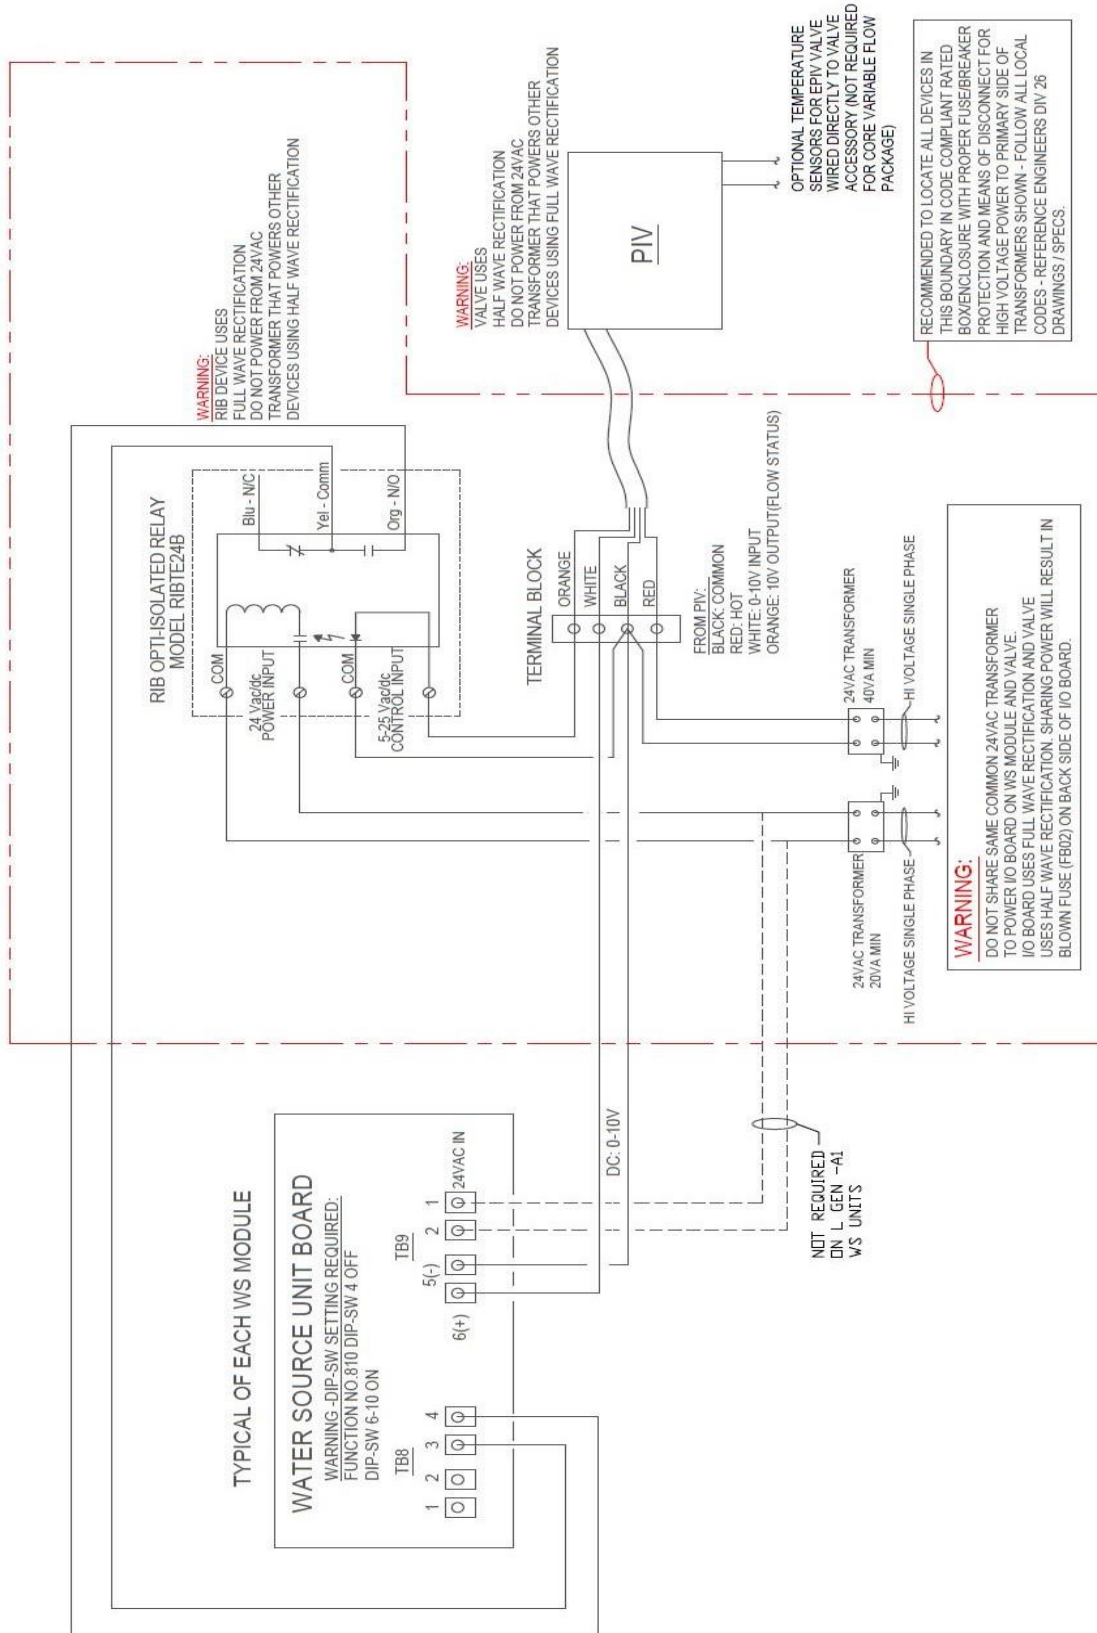 TYPICAL OF EACH WS MODULE
WATER SOURCE UNIT BOARD
WARNING -DIP-SW SETTING REQUIRED:
FUNCTION NO.810 DIP-SW 4 OFF
DIP-SW 6-10 ON
TB8
1 2 3 4
TB9
6(+) 5(-) 2 1
24VAC IN
DC: 0-10V
NOT REQUIRED
ON L GEN -A1
WS UNITS
RIB OPTI-ISOLATED RELAY
MODEL RIBTE24B
COM
24 Vac/dc
POWER INPUT
COM
5-25 Vac/dc
CONTROL INPUT
Blu - N/C
Yel - Comm
Org - N/O
WARNING:
RIB DEVICE USES
FULL WAVE RECTIFICATION
DO NOT POWER FROM 24VAC
TRANSFORMER THAT POWERS OTHER
DEVICES USING HALF WAVE RECTIFICATION
TERMINAL BLOCK
ORANGE
WHITE
BLACK
RED
FROM PIV:
BLACK: COMMON
RED: HOT
WHITE: 0-10V INPUT
ORANGE: 10V OUTPUT(FLOW STATUS)
WARNING:
VALVE USES
HALF WAVE RECTIFICATION
DO NOT POWER FROM 24VAC
TRANSFORMER THAT POWERS OTHER
DEVICES USING FULL WAVE RECTIFICATION
PIV
OPTIONAL TEMPERATURE
SENSORS FOR EPIV VALVE
WIRED DIRECTLY TO VALVE
ACCESSORY (NOT REQUIRED
FOR CORE VARIABLE FLOW
PACKAGE)
24VAC TRANSFORMER
20VA MIN
HI VOLTAGE SINGLE PHASE
24VAC TRANSFORMER
40VA MIN
HI VOLTAGE SINGLE PHASE
WARNING:
DO NOT SHARE SAME COMMON 24VAC TRANSFORMER
TO POWER I/O BOARD ON WS MODULE AND VALVE.
I/O BOARD USES FULL WAVE RECTIFICATION AND VALVE
USES HALF WAVE RECTIFICATION. SHARING POWER WILL RESULT IN
BLOWN FUSE (FB02) ON BACK SIDE OF I/O BOARD.
RECOMMENDED TO LOCATE ALL DEVICES IN
THIS BOUNDARY IN CODE COMPLIANT RATED
BOX/ENCLOSURE WITH PROPER FUSE/BREAKER
PROTECTION AND MEANS OF DISCONNECT FOR
HIGH VOLTAGE POWER TO PRIMARY SIDE OF
TRANSFORMERS SHOWN - FOLLOW ALL LOCAL
CODES - REFERENCE ENGINEERS DIV 26
DRAWINGS / SPECS.